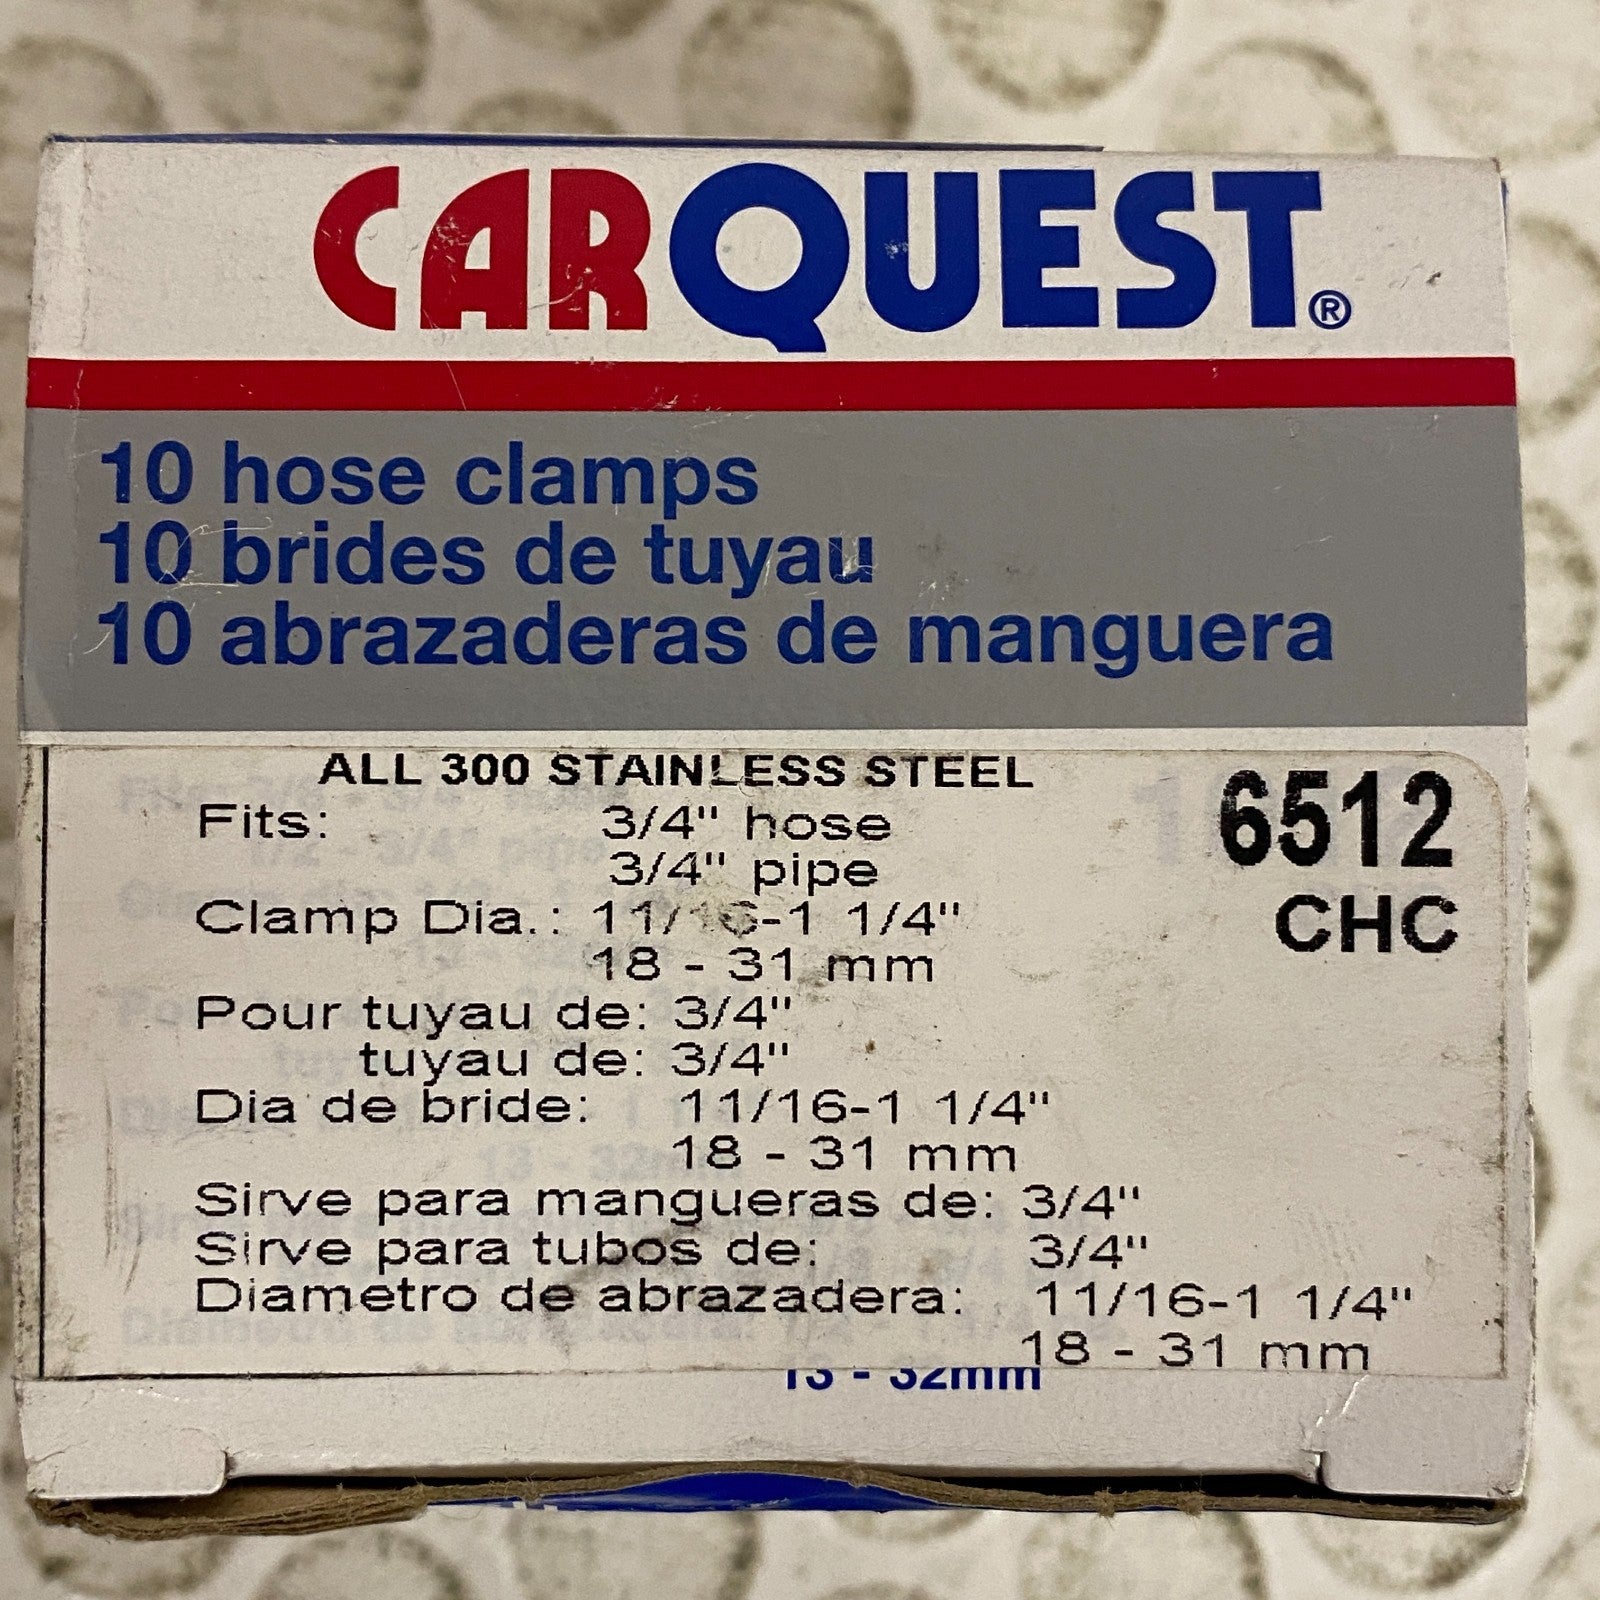 CARQUEST®
10 hose clamps
10 brides de tuyau
10 abrazaderas de manguera
ALL 300 STAINLESS STEEL
6512
CHC
Fits: 3/4" hose
3/4" pipe
Clamp Dia.: 11/16-1 1/4"
18 - 31 mm
Pour tuyau de: 3/4"
tuyau de: 3/4"
Dia de bride: 11/16-1 1/4"
18 - 31 mm
Sirve para mangueras de: 3/4"
Sirve para tubos de: 3/4"
Diametro de abrazadera: 11/16-1 1/4"
18 - 31 mm
13 - 32mm